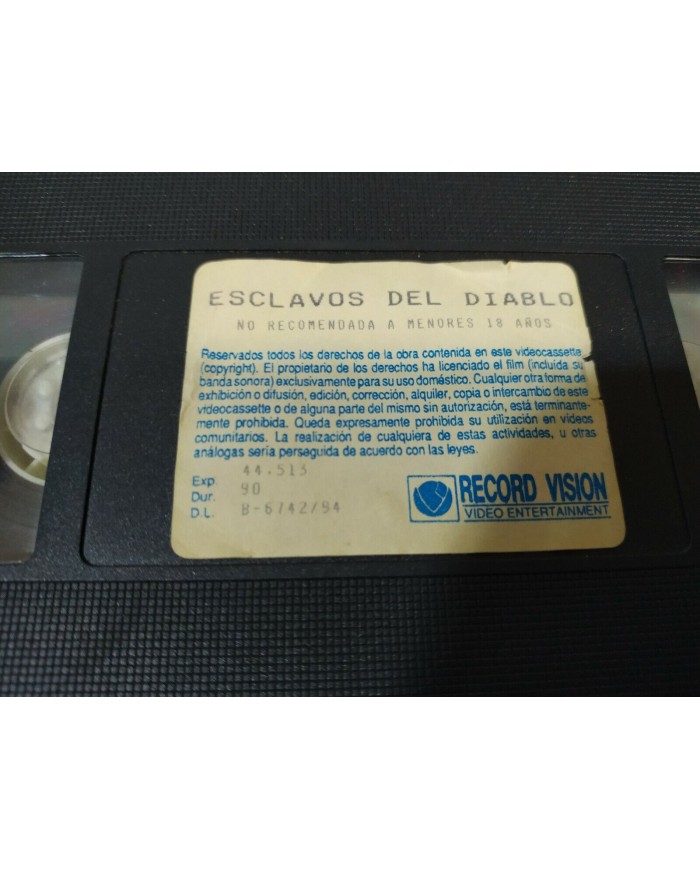 ESCLAVOS DEL DIABLO
NO RECOMENDADA A MENORES 18 AÑOS
Reservados todos los derechos de la obra contenida en este videocassette
(copyright). El propietario de los derechos ha licenciado el film (incluída su
banda sonora) exclusivamente para su uso doméstico. Cualquier otra forma de
exhibición o difusión, edición, corrección, alquiler, copia o intercambio de este
videocassette o de alguna parte del mismo sin autorización, está terminante-
mente prohibida. Queda expresamente prohibida su utilización en vídeos
comunitarios. La realización de cualquiera de estas actividades, u otras
análogas sería perseguida de acuerdo con las leyes.
Exp. 44.513
Dur. 90
D.L. B-6742/94
RECORD VISION
VIDEO ENTERTAINMENT